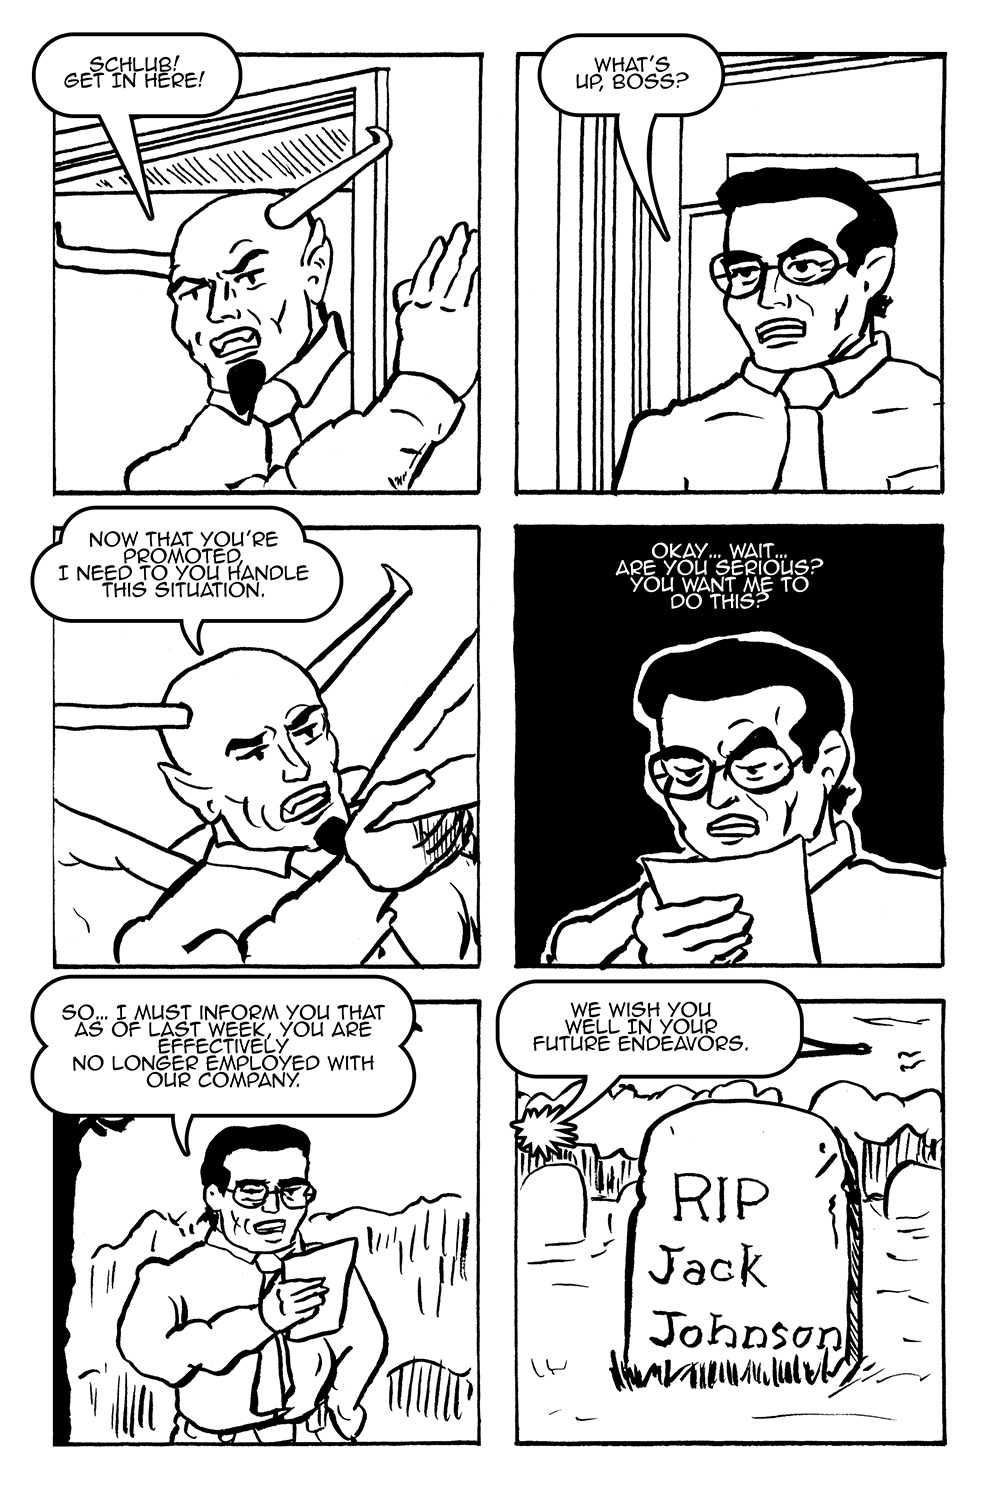 SCHLUB!
GET IN HERE!
WHAT'S
UP, BOSS?
NOW THAT YOU'RE
PROMOTED,
I NEED TO YOU HANDLE
THIS SITUATION.
OKAY... WAIT...
ARE YOU SERIOUS?
YOU WANT ME TO
DO THIS?
SO... I MUST INFORM YOU THAT
AS OF LAST WEEK, YOU ARE
EFFECTIVELY
NO LONGER EMPLOYED WITH
OUR COMPANY.
WE WISH YOU
WELL IN YOUR
FUTURE ENDEAVORS.
RIP
Jack
Johnson